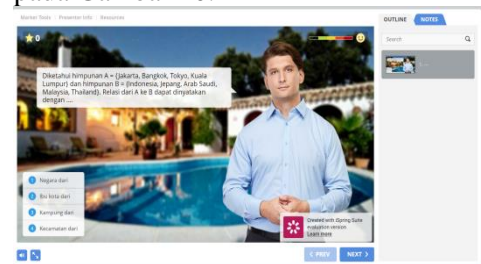 Marker Tools | Presenter Info | Resources
OUTLINE
NOTES
Search
0
Diketahui himpunan A = {Jakarta, Bangkok, Tokyo, Kuala
Lumpur} dan himpunan B = {Indonesia, Jepang, Arab Saudi,
Malaysia, Thailand}. Relasi dari A ke B dapat dinyatakan
dengan ....
Negara dari
Ibu kota dari
Kampung dari
Kecamatan dari
Created with iSpring Suite
evaluation version
Learn more
< PREV
NEXT >